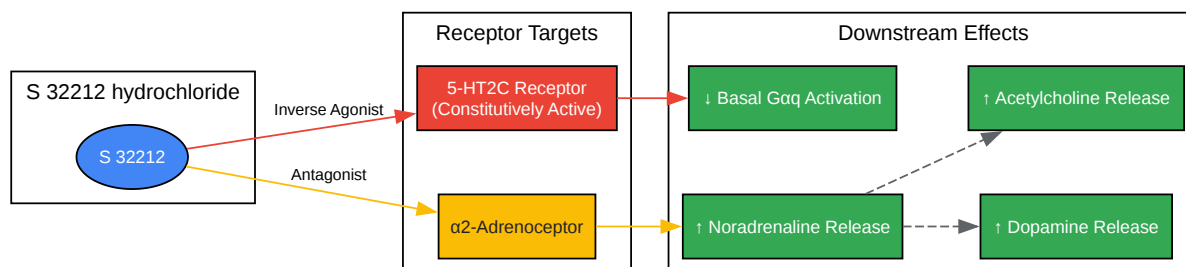 S 32212 hydrochloride
S 32212
Inverse Agonist
Antagonist
Receptor Targets
5-HT2C Receptor
(Constitutively Active)
α2-Adrenoceptor
Downstream Effects
↓ Basal Gαq Activation
↑ Acetylcholine Release
↑ Noradrenaline Release
↑ Dopamine Release